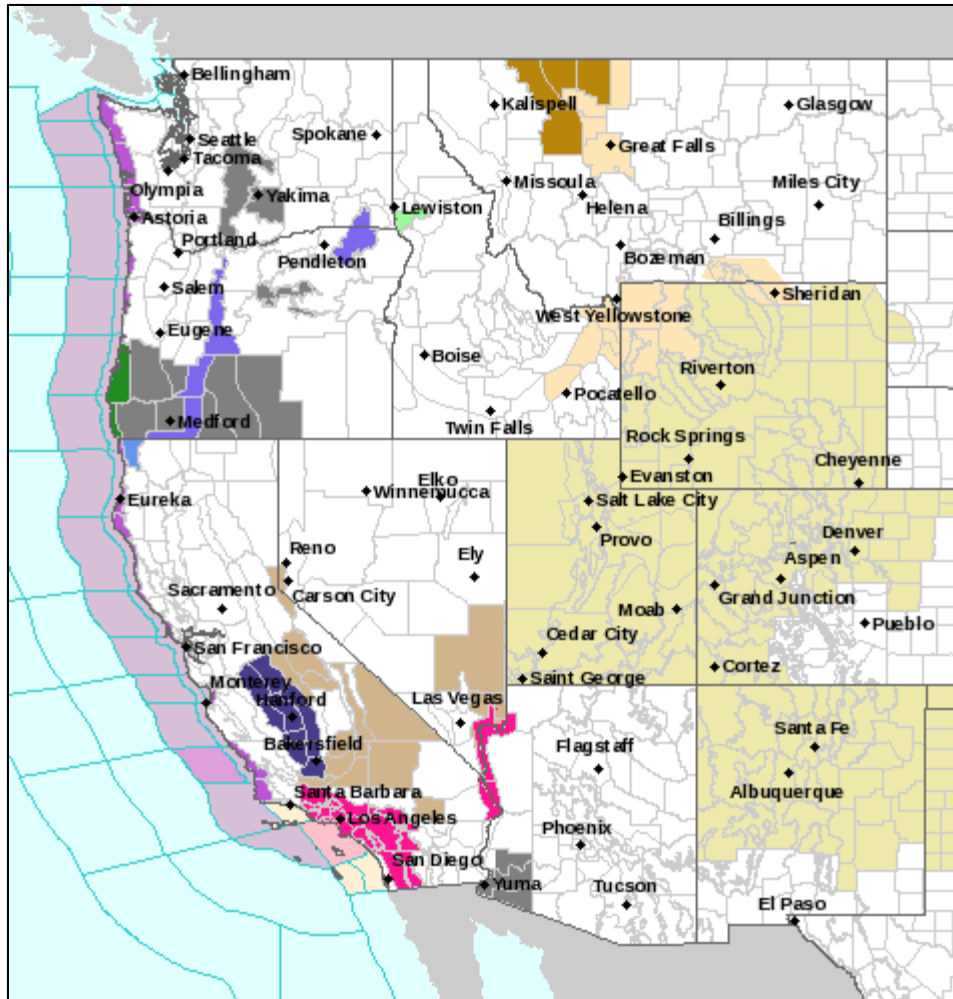 Bellingham
Kalispell
Glasgow
Seattle
Spokane
Great Falls
Tacoma
Olympia
Yakima
Missoula
Miles City
Lewiston
Helena
Astoria
Billings
Portland
Pendleton
Bozeman
Salem
Sheridan
West Yellowstone
Eugene
Boise
Riverton
Pocatello
Medford
Twin Falls
Rock Springs
Cheyenne
Evanston
Elko
Winnemucca
Eureka
Salt Lake City
Denver
Provo
Reno
Ely
Aspen
Carson City
Grand Junction
Sacramento
Moab
Pueblo
Cedar City
San Francisco
Cortez
Saint George
Monterey
Hanford
Las Vegas
Santa Fe
Bakersfield
Flagstaff
Albuquerque
Santa Barbara
Los Angeles
Phoenix
San Diego
Yuma
Tucson
El Paso